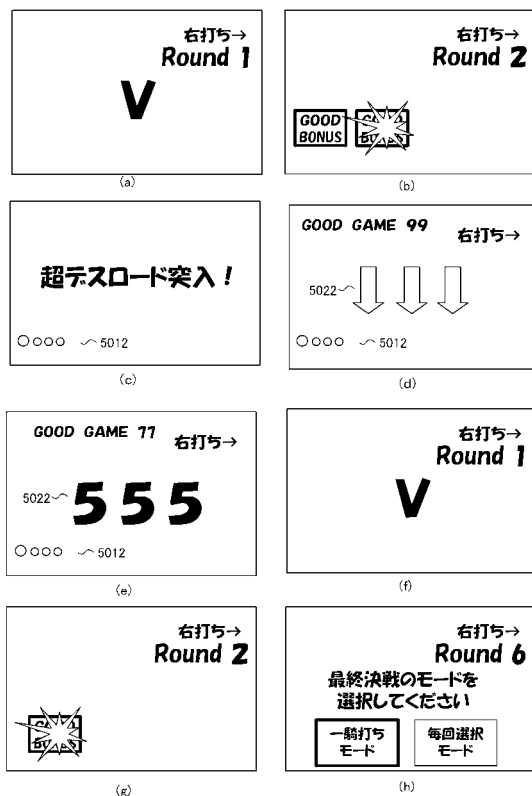 右打ち→
Round 1
V
(a)
右打ち→
Round 2
GOOD
BONUS
(b)
超デスロード突入！
5012
(c)
GOOD GAME 99
右打ち→
5022
5012
(d)
GOOD GAME 77
右打ち→
5022
555
5012
(e)
右打ち→
Round 1
V
(f)
右打ち→
Round 2
(g)
右打ち→
Round 6
最終決戦のモードを
選択してください
一騎打ち
モード
毎回選択
モード
(h)